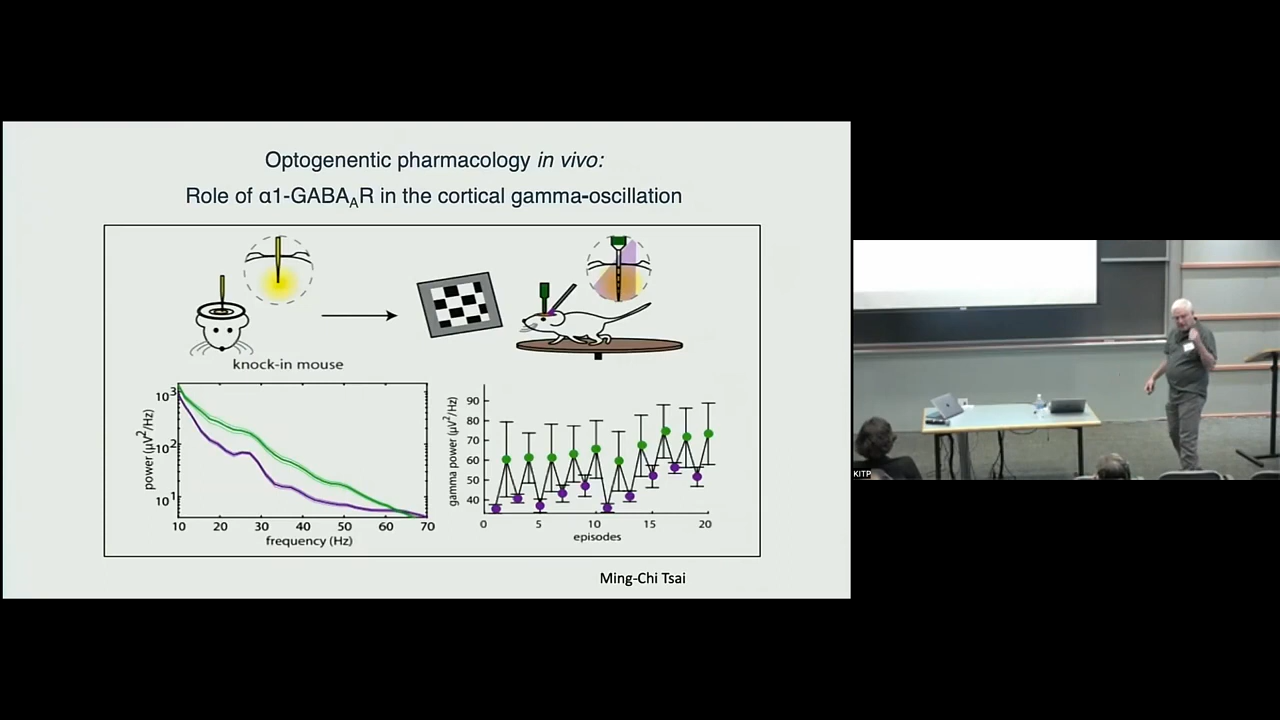 Optogenentic pharmacology in vivo:
Role of α1-GABAAR in the cortical gamma-oscillation
knock-in mouse
power (µV²/Hz)
10³
10²
10¹
10 20 30 40 50 60 70
frequency (Hz)
gamma power (µV²/Hz)
90
80
70
60
50
40
0 5 10 15 20
episodes
Ming-Chi Tsai
KITP